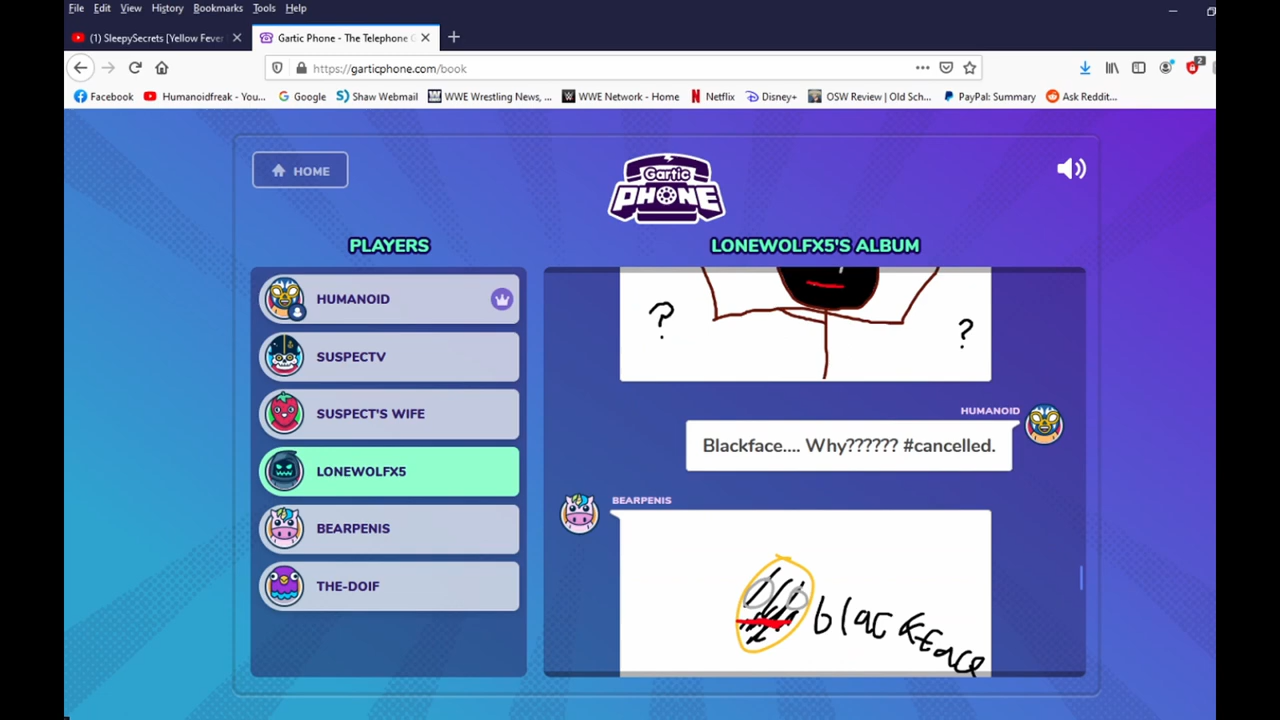 File Edit View History Bookmarks Tools Help
(1) SleepySecrets [Yellow Fever
Gartic Phone - The Telephone G
https://garticphone.com/book
2
Facebook Humanoidfreak - You... Google Shaw Webmail WWE Wrestling News, ... WWE Network - Home Netflix Disney+ OSW Review | Old Sch... PayPal: Summary Ask Reddit...
HOME
Gartic
PHONE
PLAYERS
LONEWOLFX5'S ALBUM
HUMANOID
SUSPECTV
SUSPECT'S WIFE
LONEWOLFX5
BEARPENIS
THE-DOIF
? ?
HUMANOID
Blackface.... Why?????? #cancelled.
BEARPENIS
blackface